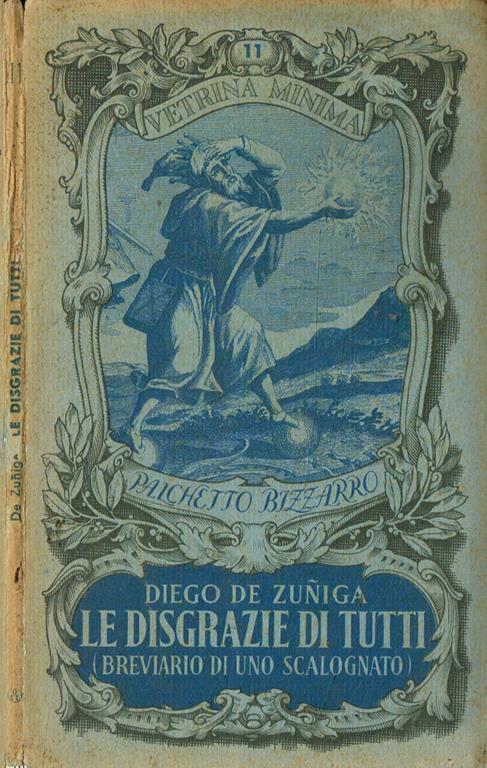 11
VETRINA MINIMA
PALCHETTO BIZZARRO
DIEGO DE ZUÑIGA
LE DISGRAZIE DI TUTTI
(BREVIARIO DI UNO SCALOGNATO)
De Zuñiga LE DISGRAZIE DI TUTTI